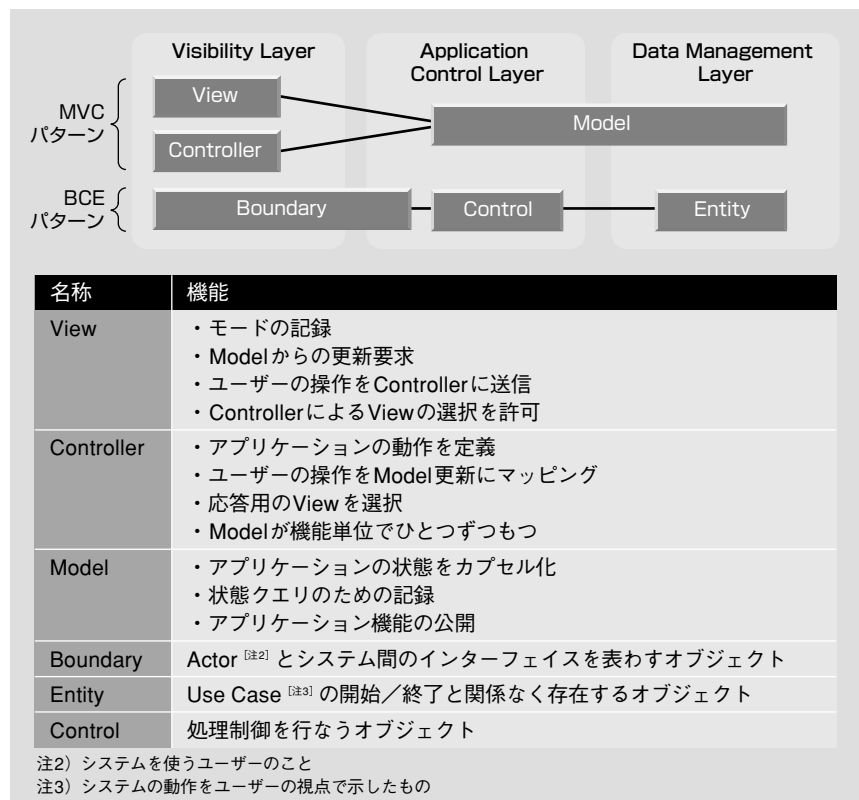 Visibility Layer
Application
Control Layer
Data Management
Layer
MVC
パターン
View
Controller
Model
BCE
パターン
Boundary
Control
Entity
名称 機能
View ・モードの記録
・Modelからの更新要求
・ユーザーの操作をControllerに送信
・ControllerによるViewの選択を許可
Controller ・アプリケーションの動作を定義
・ユーザーの操作をModel更新にマッピング
・応答用のViewを選択
・Modelが機能単位でひとつずつもつ
Model ・アプリケーションの状態をカプセル化
・状態クエリのための記録
・アプリケーション機能の公開
Boundary Actor [注2] とシステム間のインターフェイスを表わすオブジェクト
Entity Use Case [注3] の開始／終了と関係なく存在するオブジェクト
Control 処理制御を行なうオブジェクト
注2）システムを使うユーザーのこと
注3）システムの動作をユーザーの視点で示したもの